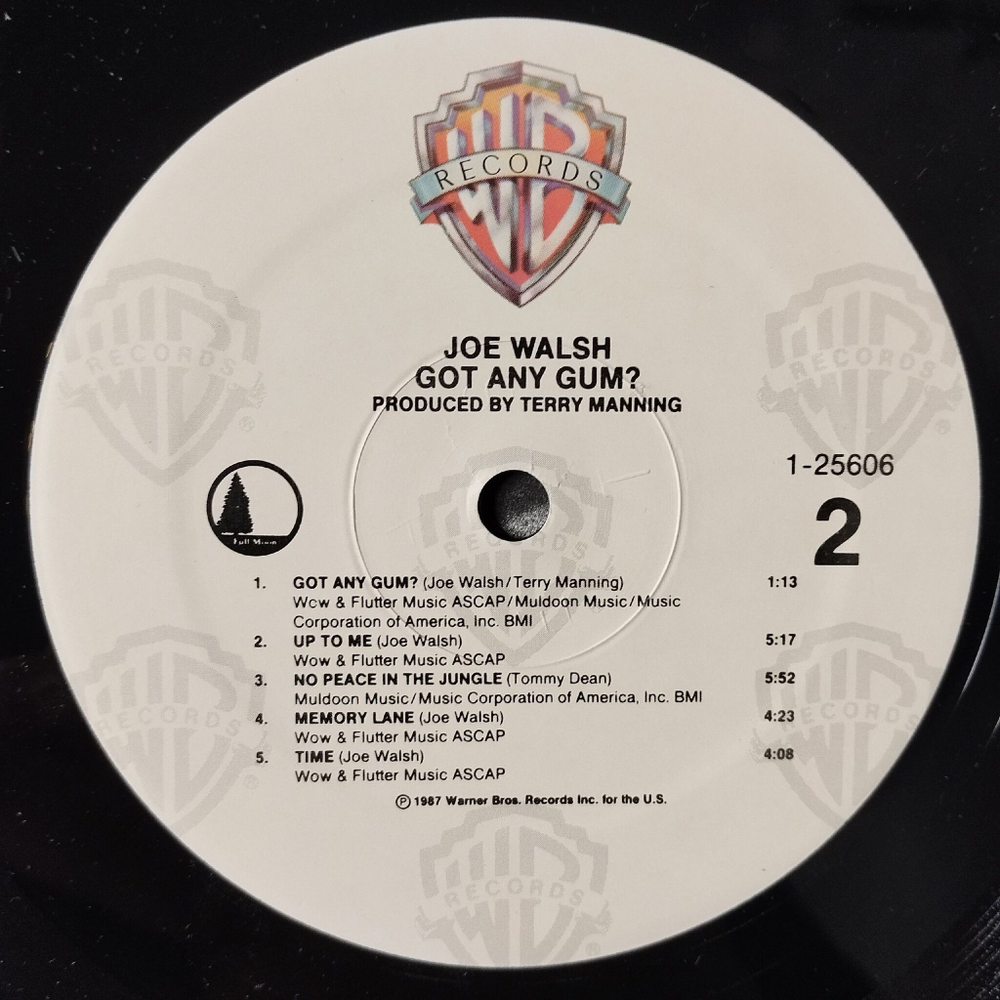 WB
RECORDS
JOE WALSH
GOT ANY GUM?
PRODUCED BY TERRY MANNING
1-25606
2
Full Moon
1. GOT ANY GUM? (Joe Walsh/Terry Manning) 1:13
Wow & Flutter Music ASCAP/Muldoon Music/Music
Corporation of America, Inc. BMI
2. UP TO ME (Joe Walsh) 5:17
Wow & Flutter Music ASCAP
3. NO PEACE IN THE JUNGLE (Tommy Dean) 5:52
Muldoon Music/Music Corporation of America, Inc. BMI
4. MEMORY LANE (Joe Walsh) 4:23
Wow & Flutter Music ASCAP
5. TIME (Joe Walsh) 4:08
Wow & Flutter Music ASCAP
℗ 1987 Warner Bros. Records Inc. for the U.S.